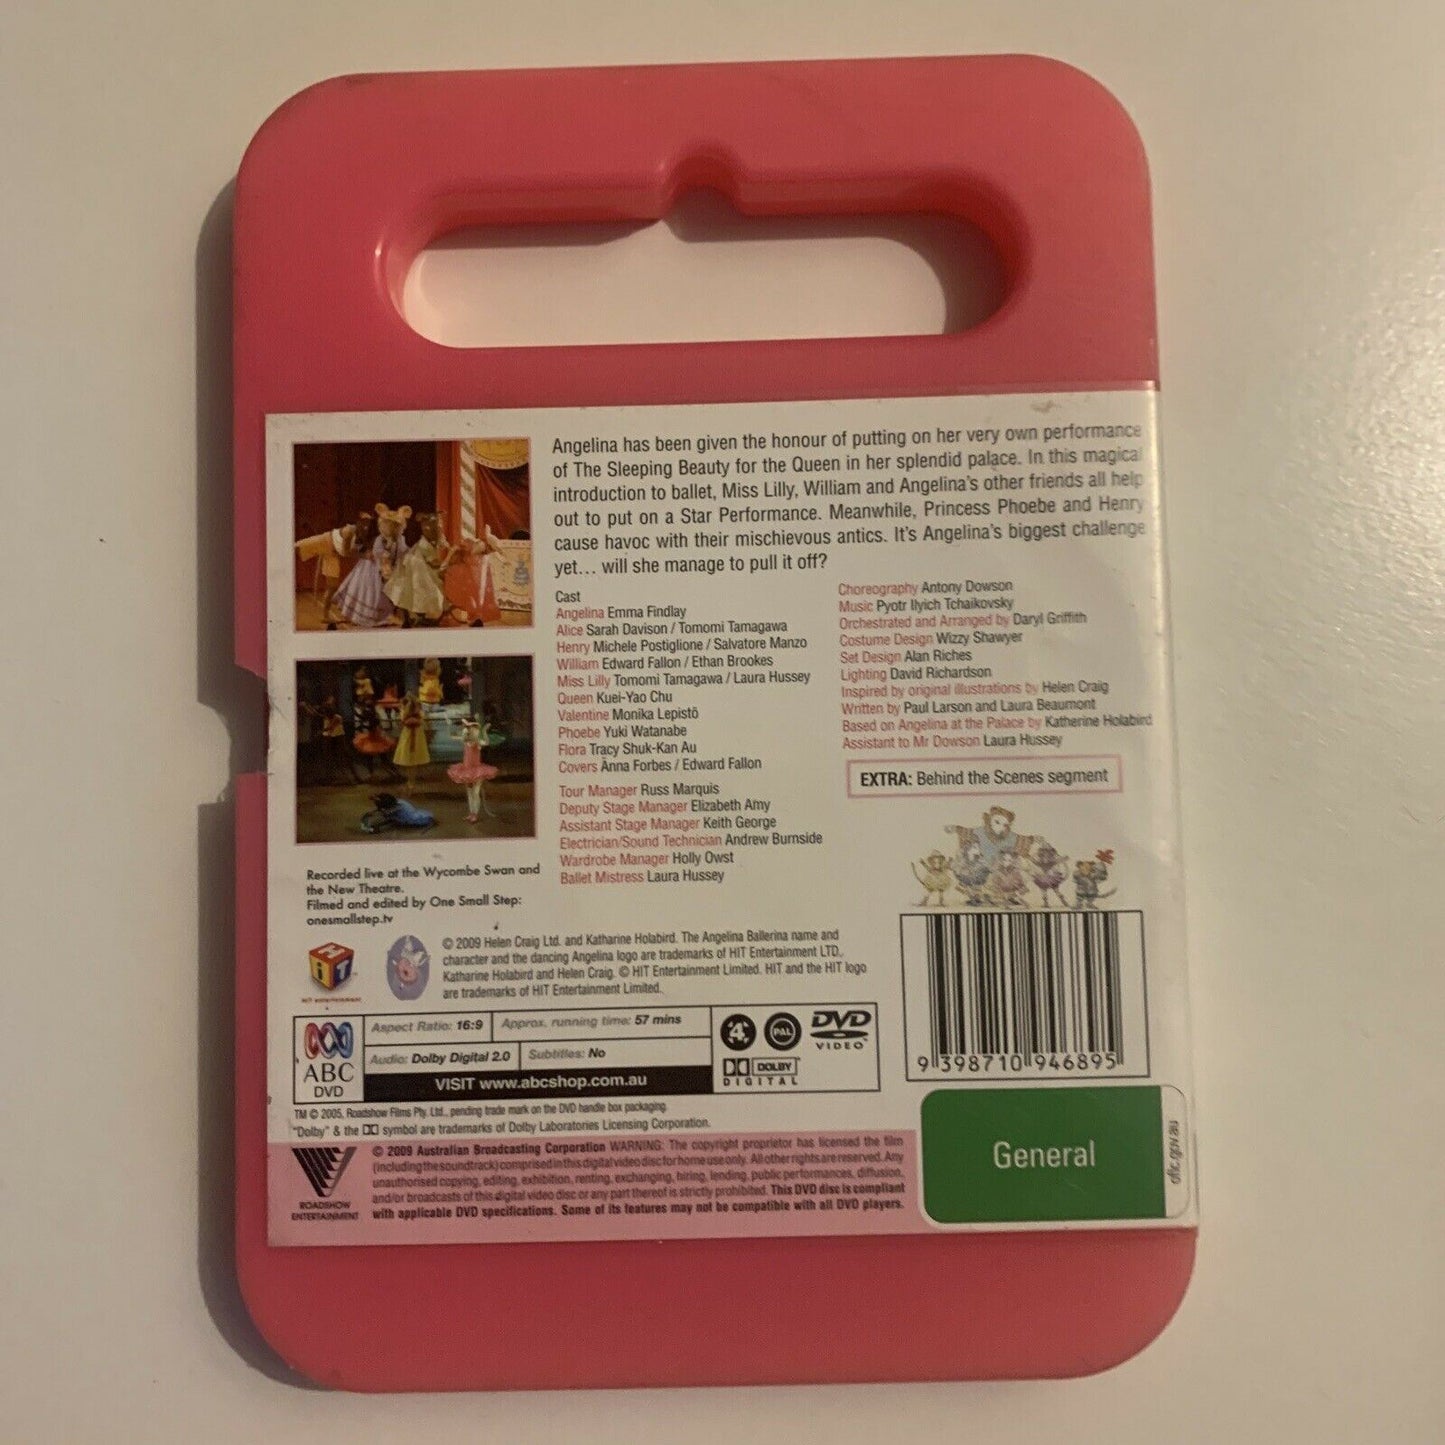 Angelina has been given the honour of putting on her very own performance
of The Sleeping Beauty for the Queen in her splendid palace. In this magical
introduction to ballet, Miss Lilly, William and Angelina's other friends all help
out to put on a Star Performance. Meanwhile, Princess Phoebe and Henry
cause havoc with their mischievous antics. It's Angelina's biggest challenge
yet... will she manage to pull it off?
Cast
Angelina Emma Findlay
Alice Sarah Davison / Tomomi Tamagawa
Henry Michele Postiglione / Salvatore Manzo
William Edward Fallon / Ethan Brookes
Miss Lilly Tomomi Tamagawa / Laura Hussey
Queen Kuei-Yao Chu
Valentine Monika Lepistö
Phoebe Yuki Watanabe
Flora Tracy Shuk-Kan Au
Covers Anna Forbes / Edward Fallon
Tour Manager Russ Marquis
Deputy Stage Manager Elizabeth Amy
Assistant Stage Manager Keith George
Electrician/Sound Technician Andrew Burnside
Wardrobe Manager Holly Owst
Ballet Mistress Laura Hussey
Choreography Antony Dowson
Music Pyotr Ilyich Tchaikovsky
Orchestrated and Arranged by Daryl Griffith
Costume Design Wizzy Shawyer
Set Design Alan Riches
Lighting David Richardson
Inspired by original illustrations by Helen Craig
Written by Paul Larson and Laura Beaumont
Based on Angelina at the Palace by Katherine Holabird
Assistant to Mr Dowson Laura Hussey
EXTRA: Behind the Scenes segment
Recorded live at the Wycombe Swan and
the New Theatre.
Filmed and edited by One Small Step:
onesmallstep.tv
HiT
HIT entertainment
© 2009 Helen Craig Ltd. and Katharine Holabird. The Angelina Ballerina name and
character and the dancing Angelina logo are trademarks of HIT Entertainment LTD.,
Katharine Holabird and Helen Craig. © HIT Entertainment Limited. HIT and the HIT logo
are trademarks of HIT Entertainment Limited.
ABC
DVD
Aspect Ratio: 16:9
Approx. running time: 57 mins
Audio: Dolby Digital 2.0
Subtitles: No
VISIT www.abcshop.com.au
4
PAL
DVD
VIDEO
DOLBY
DIGITAL
9 398710 946895
TM © 2005, Roadshow Films Pty. Ltd., pending trade mark on the DVD handle box packaging.
"Dolby" & the DD symbol are trademarks of Dolby Laboratories Licensing Corporation.
ROADSHOW
ENTERTAINMENT
© 2009 Australian Broadcasting Corporation WARNING: The copyright proprietor has licensed the film
(including the soundtrack) comprised in this digital video disc for home use only. All other rights are reserved. Any
unauthorised copying, editing, exhibition, renting, exchanging, hiring, lending, public performances, diffusion,
and/or broadcasts of this digital video disc or any part thereof is strictly prohibited. This DVD disc is compliant
with applicable DVD specifications. Some of its features may not be compatible with all DVD players.
General
oflc.gov.au